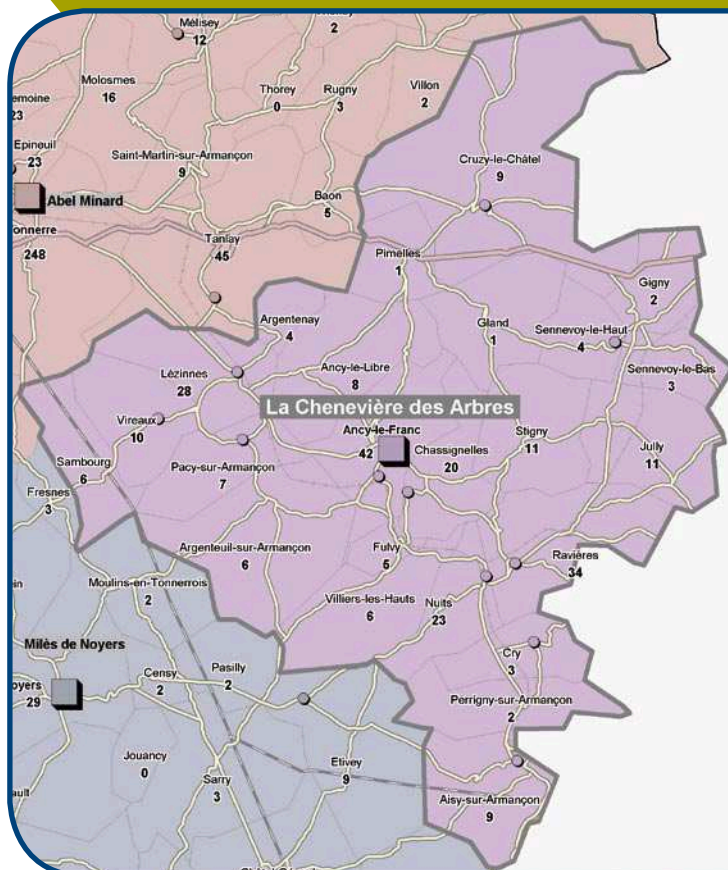 Mélisey
12
2
Molosmes
16
Thorey
0
Rugny
3
Villon
2
emoine
23
Epineuil
23
Saint-Martin-sur-Armançon
9
Cruzy-le-Châtel
9
Abel Minard
Baon
5
onnerre
248
Tanlay
45
Pimelles
1
Gigny
2
Argentenay
4
Gland
1
Sennevoy-le-Haut
4
Lézinnes
28
Ancy-le-Libre
8
Sennevoy-le-Bas
3
La Chenevière des Arbres
Vireaux
10
Ancy-le-Franc
42
Chassignelles
20
Stigny
11
Jully
11
Sambourg
6
Pacy-sur-Armançon
7
Fresnes
3
Argenteuil-sur-Armançon
6
Fulvy
5
Ravières
34
Moulins-en-Tonnerrois
2
Villiers-les-Hauts
6
Nuits
23
Milès de Noyers
Cry
3
oyers
29
Censy
2
Pasilly
2
Perrigny-sur-Armançon
2
Jouancy
0
Etivey
9
Sarry
3
Aisy-sur-Armançon
9